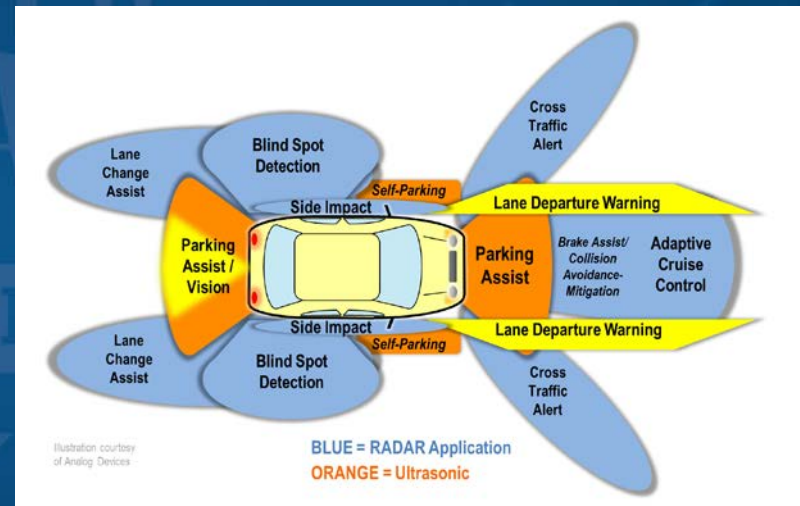 Cross
Traffic
Alert
Lane
Change
Assist
Blind Spot
Detection
Self-Parking
Side Impact
Lane Departure Warning
Parking
Assist /
Vision
Parking
Assist
Brake Assist/
Collision
Avoidance-
Mitigation
Adaptive
Cruise
Control
Side Impact
Lane Departure Warning
Self-Parking
Lane
Change
Assist
Blind Spot
Detection
Cross
Traffic
Alert
Illustration courtesy
of Analog Devices
BLUE = RADAR Application
ORANGE = Ultrasonic